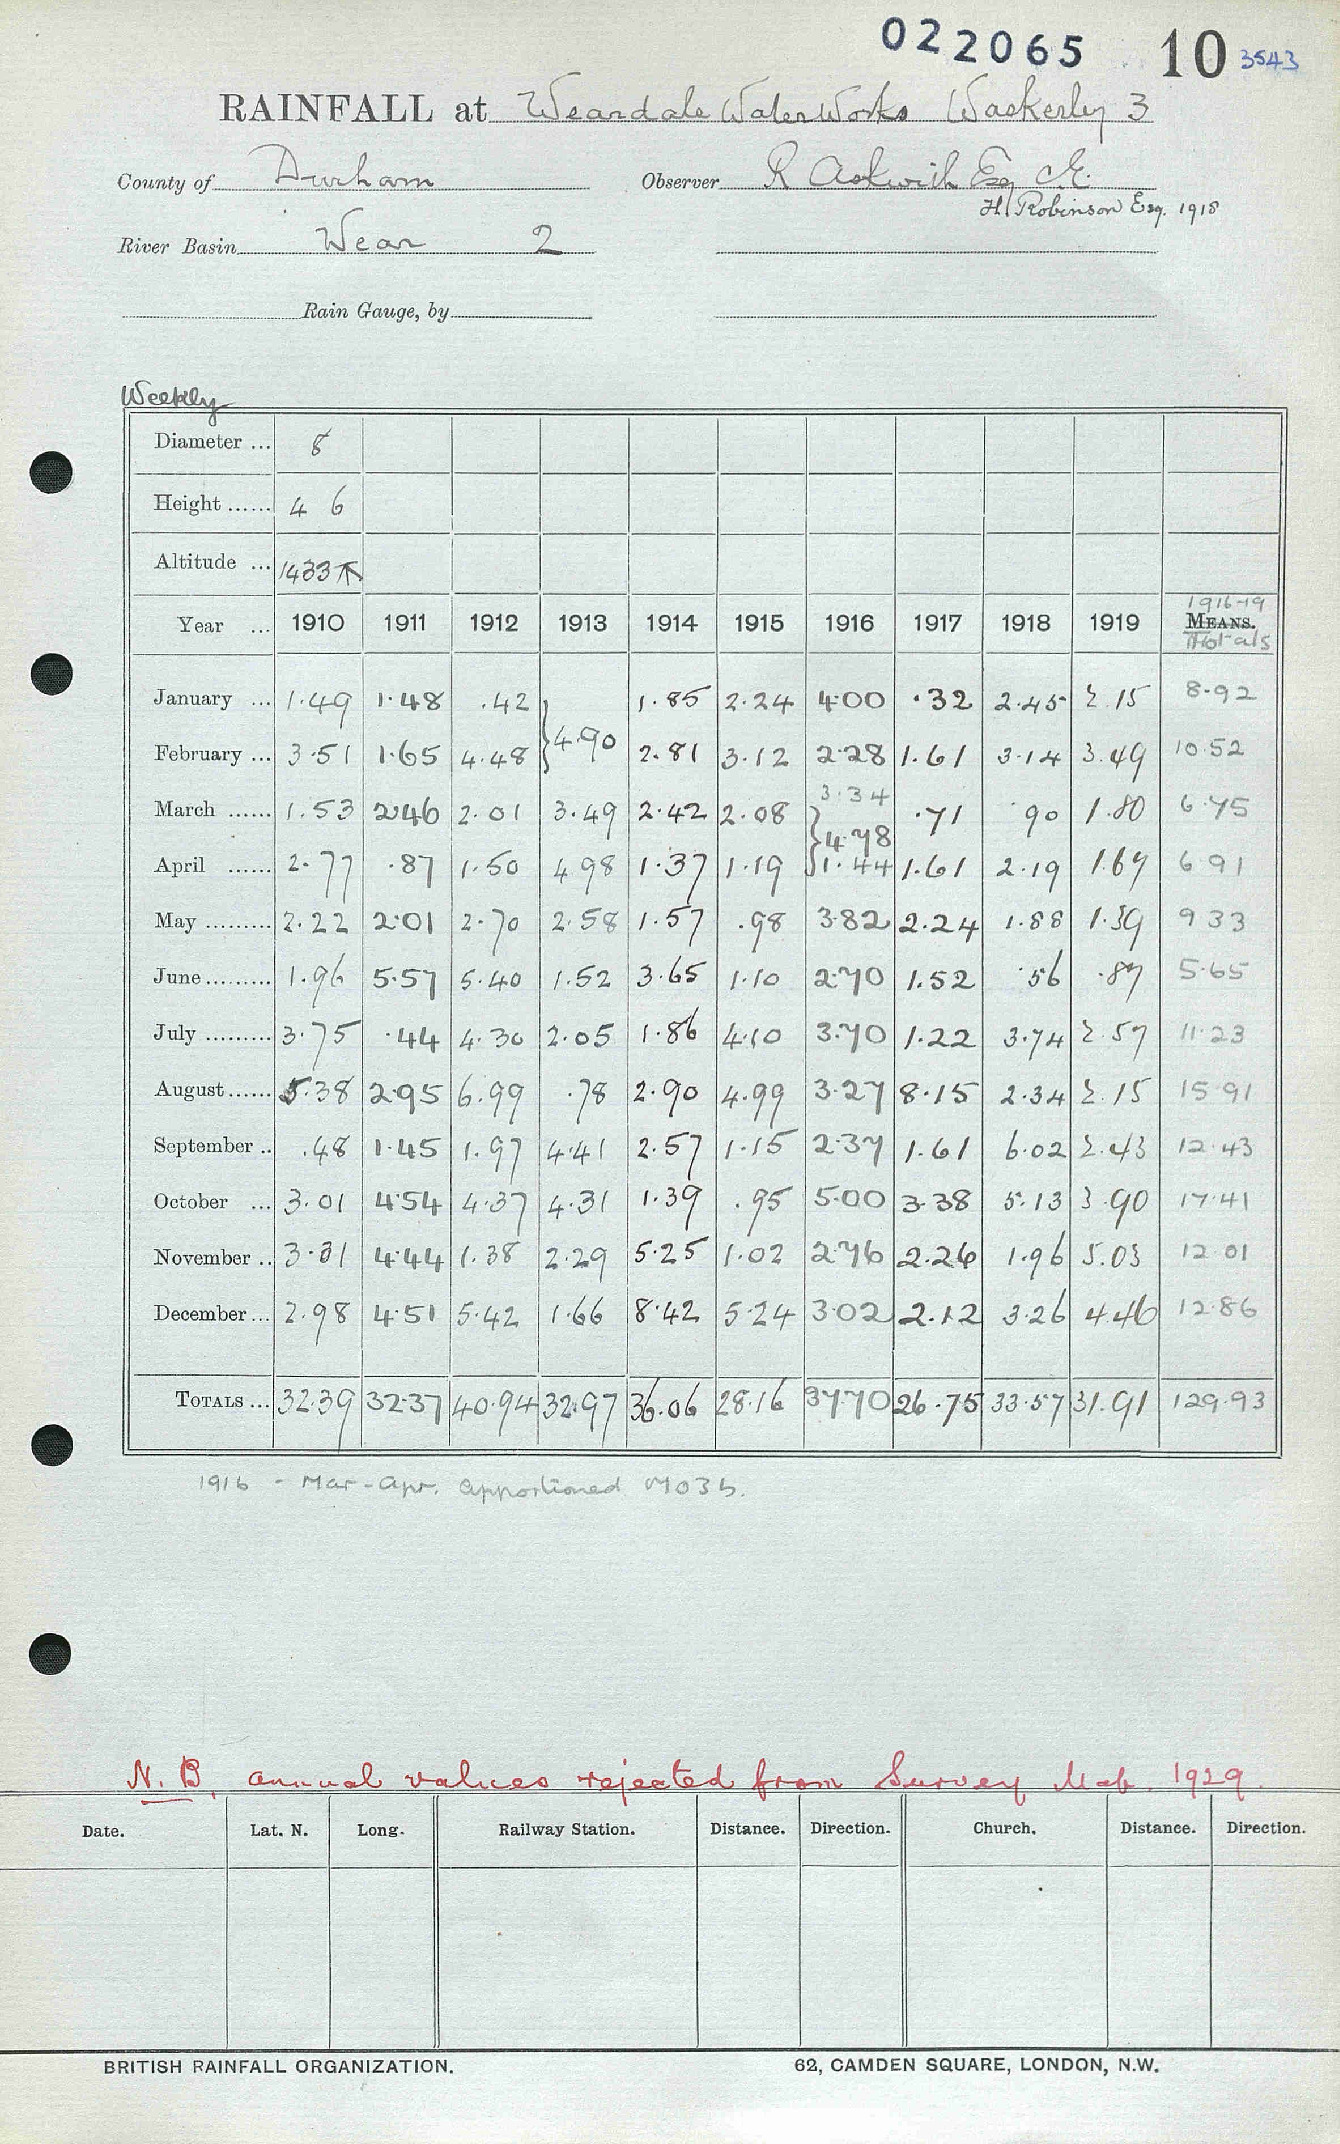 022065 10 3543
RAINFALL at Weardale Water Works Waskerley 3
County of Durham Observer R Askwith Esq C.E.
H. Robinson Esq. 1918
River Basin Wear 2
Rain Gauge, by
Weekly
Diameter ... 8
Height ...... 4 6
Altitude ... 1433
1916-19
Year ... 1910 1911 1912 1913 1914 1915 1916 1917 1918 1919 MEANS.
Totals
January ... 1.49 1.48 .42 1.85 2.24 4.00 .32 2.45 2.15 8.92
4.90
February ... 3.51 1.65 4.48 2.81 3.12 2.28 1.61 3.14 3.49 10.52
March ...... 1.53 2.46 2.01 3.49 2.42 2.08 3.34 .71 .90 1.80 6.75
4.78
April ...... 2.77 .87 1.50 4.98 1.37 1.19 1.44 1.61 2.19 1.67 6.91
May ......... 2.22 2.01 2.70 2.58 1.57 .98 3.82 2.24 1.88 1.39 9.33
June ......... 1.96 5.57 5.40 1.52 3.65 1.10 2.70 1.52 .56 .87 5.65
July ......... 3.75 .44 4.30 2.05 1.86 4.10 3.70 1.22 3.74 2.57 11.23
August ...... 5.38 2.95 6.99 .78 2.90 4.99 3.27 8.15 2.34 2.15 15.91
September .. .48 1.45 1.97 4.41 2.57 1.15 2.37 1.61 6.02 2.43 12.43
October ... 3.01 4.54 4.37 4.31 1.39 .95 5.00 3.38 5.13 3.90 17.41
November .. 3.31 4.44 1.38 2.29 5.25 1.02 2.76 2.26 1.96 5.03 12.01
December ... 2.98 4.51 5.42 1.66 8.42 5.24 3.02 2.12 3.26 4.46 12.86
TOTALS ... 32.39 32.37 40.94 32.97 36.06 28.16 37.70 26.75 33.57 31.91 129.93
1916 - Mar-Apr. apportioned MO3b.
N.B. annual values rejected from Survey Feb. 1929.
Date. Lat. N. Long. Railway Station. Distance. Direction. Church. Distance. Direction.
BRITISH RAINFALL ORGANIZATION. 62, CAMDEN SQUARE, LONDON, N.W.